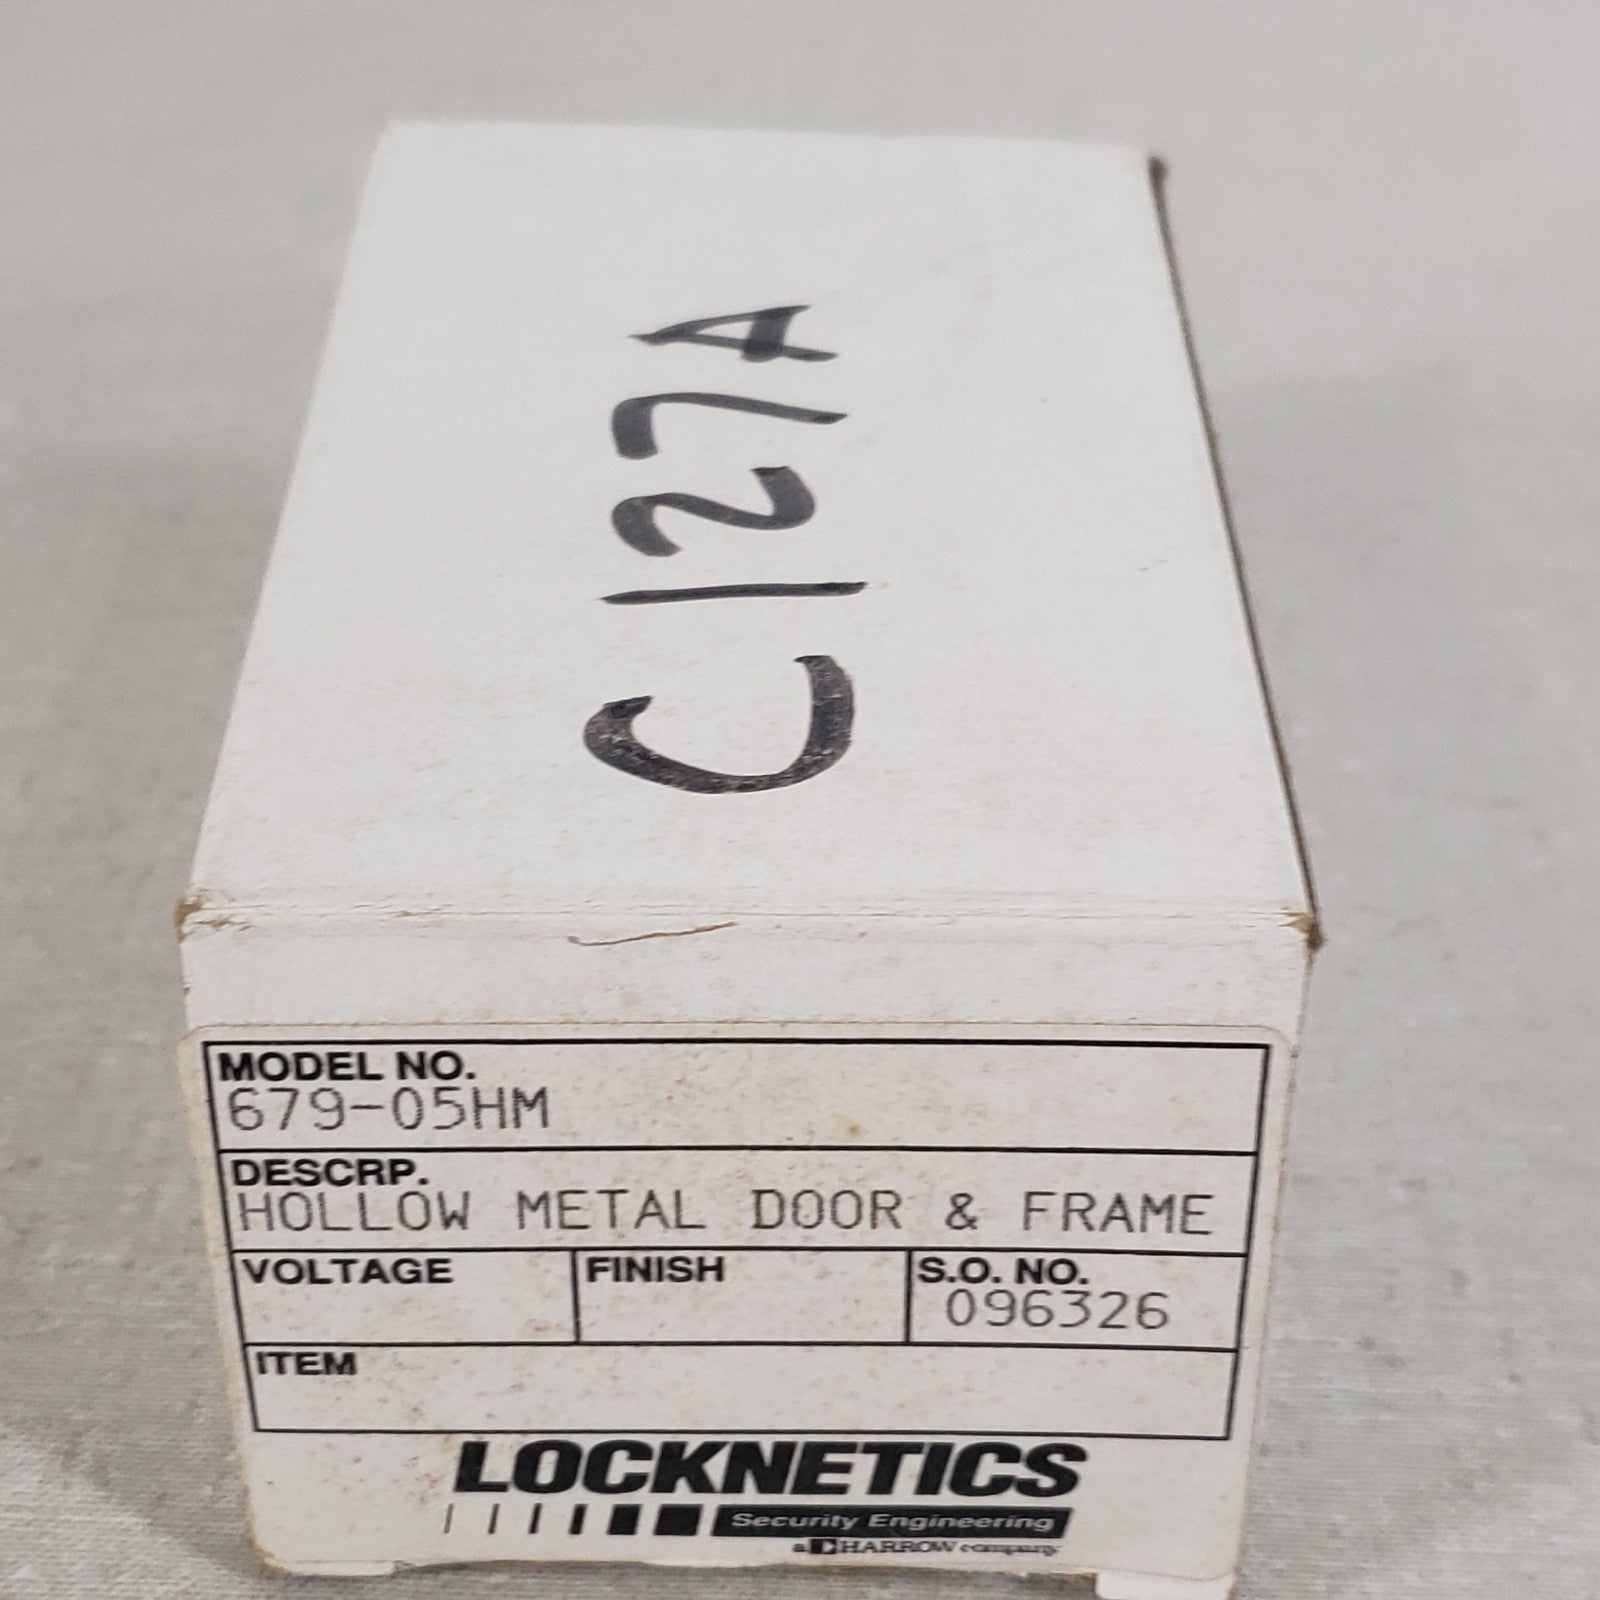 C127A
MODEL NO.
679-05HM
DESCRP.
HOLLOW METAL DOOR & FRAME
VOLTAGE FINISH S.O. NO.
096326
ITEM
LOCKNETICS
Security Engineering
a HARROW company